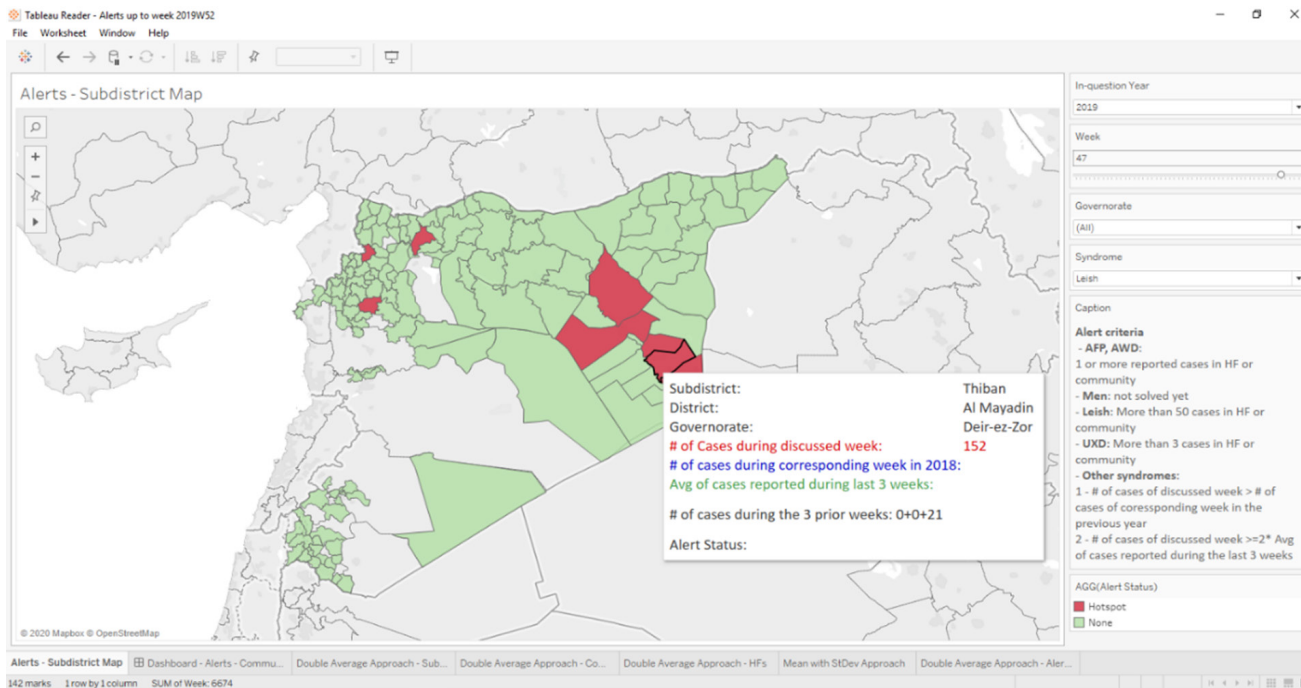 Tableau Reader - Alerts up to week 2019W52
File Worksheet Window Help
Alerts - Subdistrict Map
Subdistrict: Thiban
District: Al Mayadin
Governorate: Deir-ez-Zor
# of Cases during discussed week: 152
# of cases during corresponding week in 2018:
Avg of cases reported during last 3 weeks:
# of cases during the 3 prior weeks: 0+0+21
Alert Status:
© 2020 Mapbox © OpenStreetMap
In-question Year
2019
Week
47
Governorate
(All)
Syndrome
Leish
Caption
Alert criteria
- AFP, AWD:
1 or more reported cases in HF or
community
- Men: not solved yet
- Leish: More than 50 cases in HF or
community
- UXD: More than 3 cases in HF or
community
- Other syndromes:
1 - # of cases of discussed week > # of
cases of coressponding week in the
previous year
2 - # of cases of discussed week >=2* Avg
of cases reported during the last 3 weeks
AGG(Alert Status)
Hotspot
None
Alerts - Subdistrict Map Dashboard - Alerts - Commu... Double Average Approach - Sub... Double Average Approach - Co... Double Average Approach - HFs Mean with StDev Approach Double Average Approach - Aler...
142 marks 1 row by 1 column SUM of Week: 6674